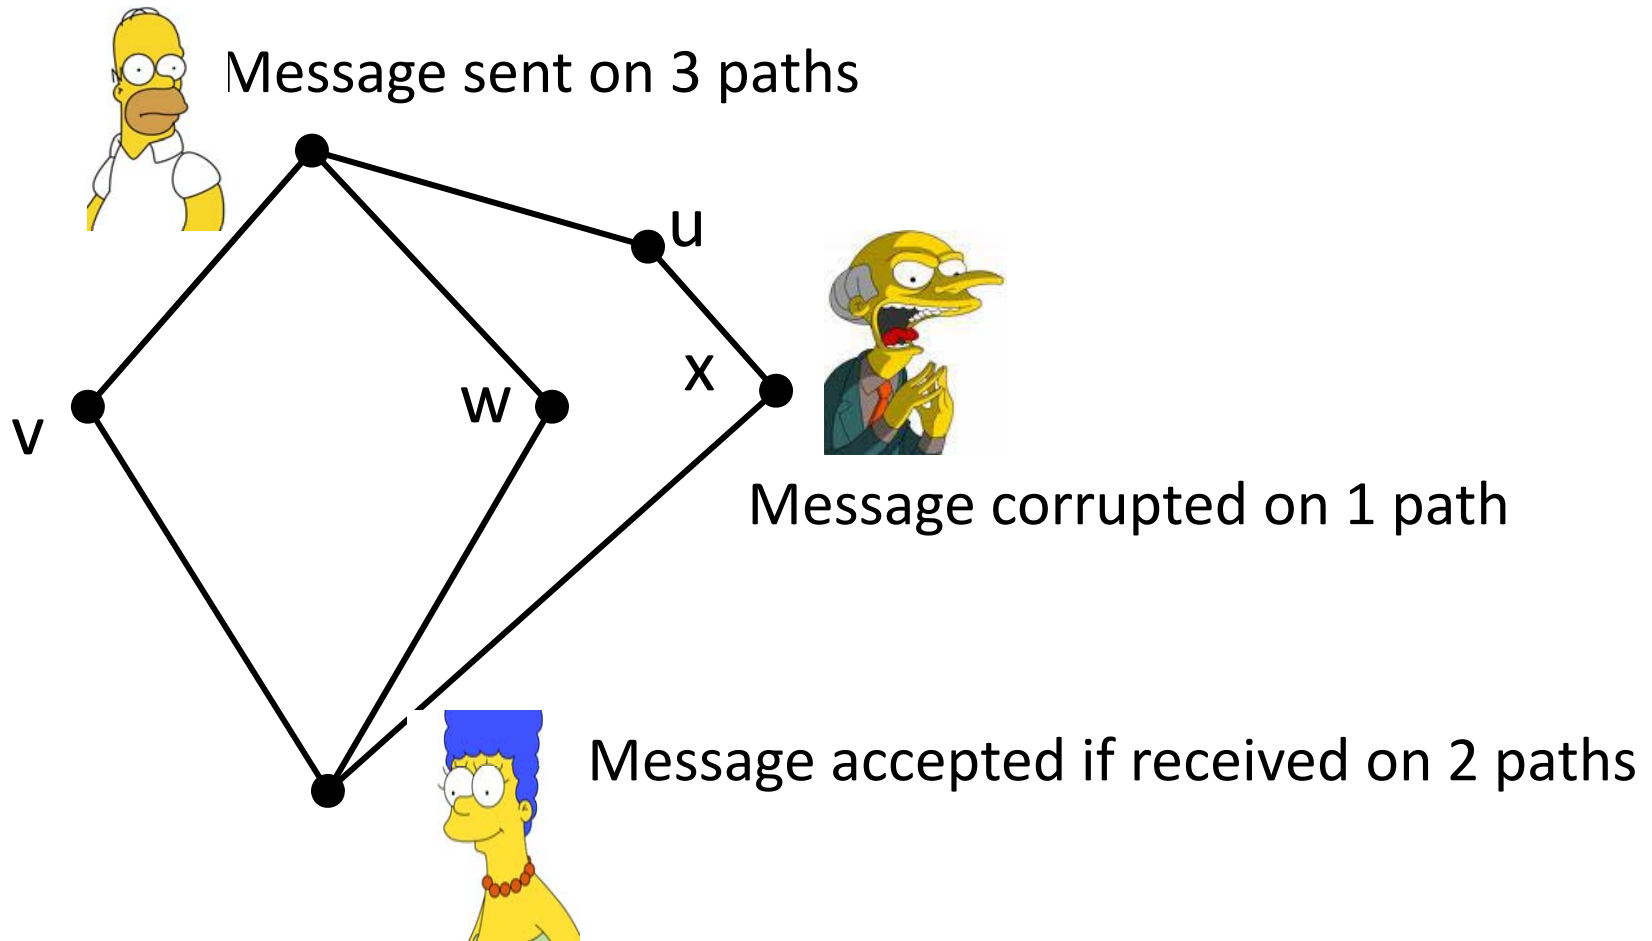 Message sent on 3 paths
u
x
w
v
Message corrupted on 1 path
Message accepted if received on 2 paths